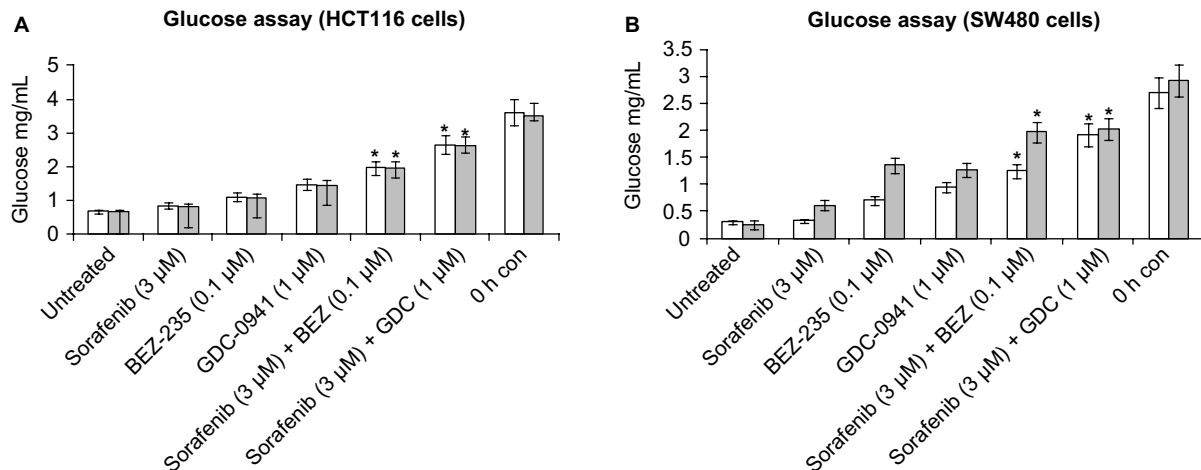 A
Glucose assay (HCT116 cells)
Glucose mg/mL
5
4
3
2
1
0
* * * *
Untreated
Sorafenib (3 µM)
BEZ-235 (0.1 µM)
GDC-0941 (1 µM)
Sorafenib (3 µM) + BEZ (0.1 µM)
Sorafenib (3 µM) + GDC (1 µM)
0 h con
B
Glucose assay (SW480 cells)
Glucose mg/mL
3.5
3
2.5
2
1.5
1
0.5
0
* * * *
Untreated
Sorafenib (3 µM)
BEZ-235 (0.1 µM)
GDC-0941 (1 µM)
Sorafenib (3 µM) + BEZ (0.1 µM)
Sorafenib (3 µM) + GDC (1 µM)
0 h con